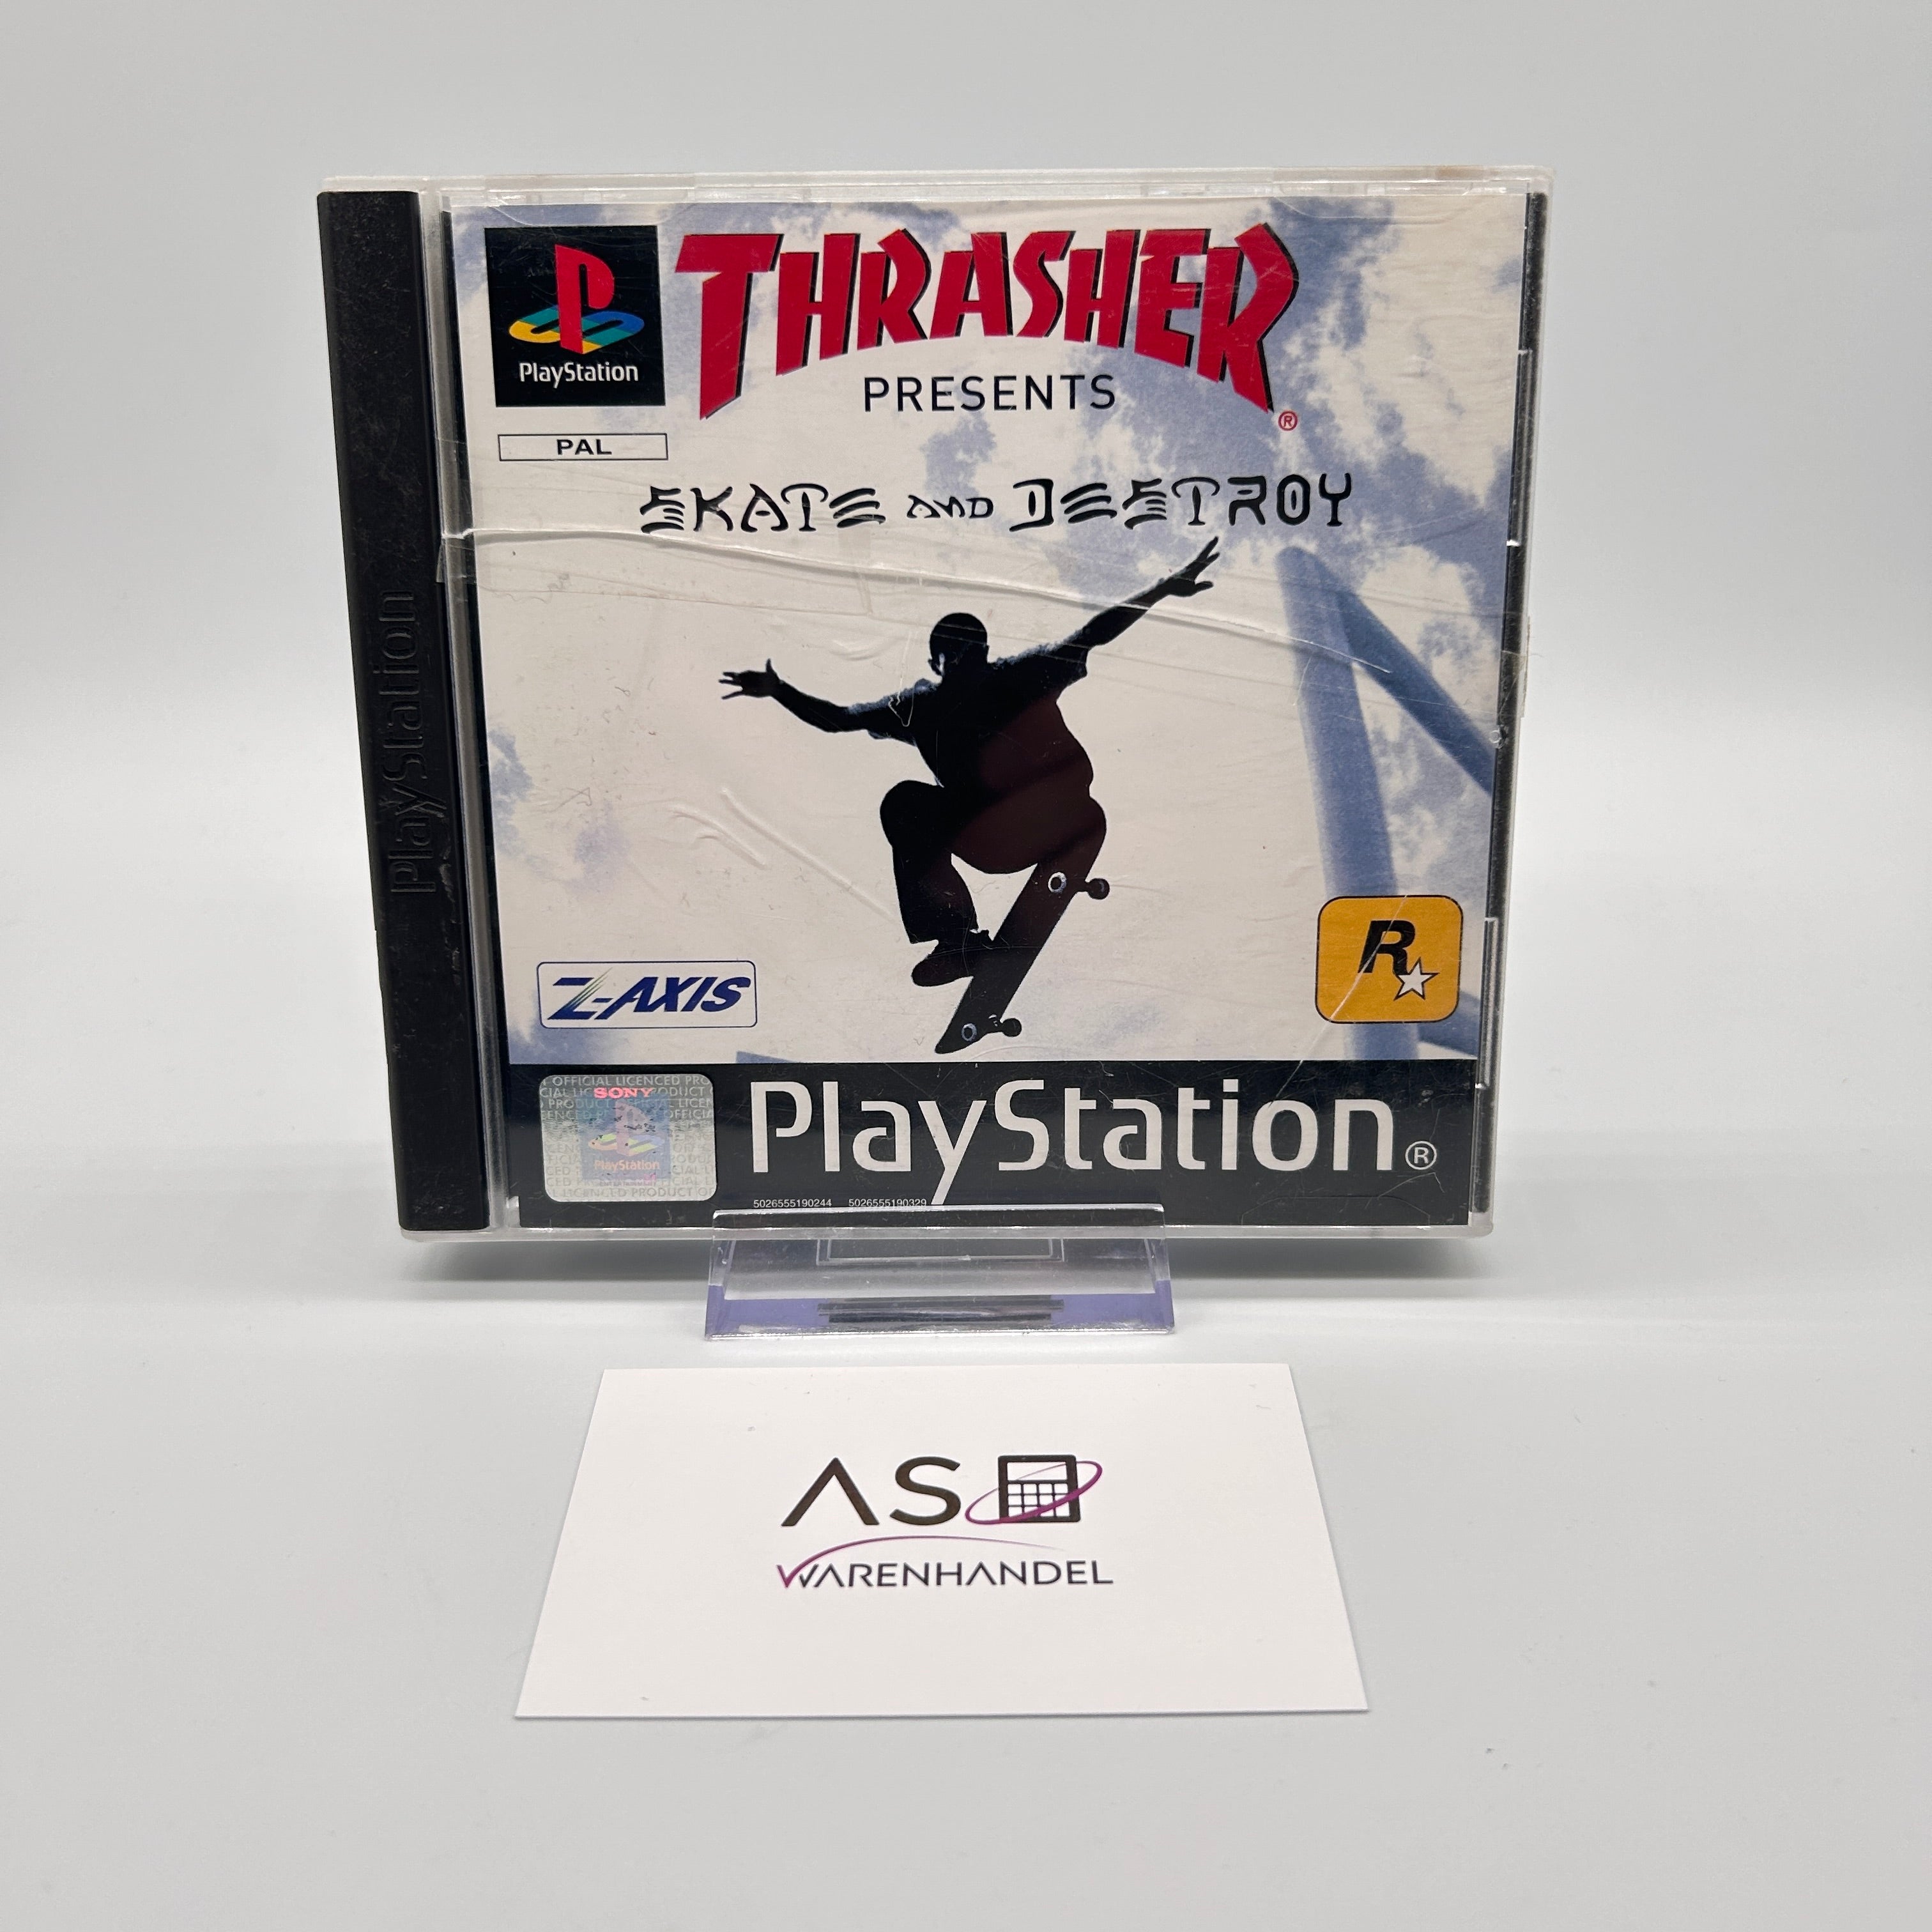 THRASHER
PlayStation
PRESENTS
®
PAL
SKATE AND DESTROY
PlayStation
R
Z-AXIS
SONY
PlayStation
PlayStation®
5026555190244 5026555190329
AS
WARENHANDEL